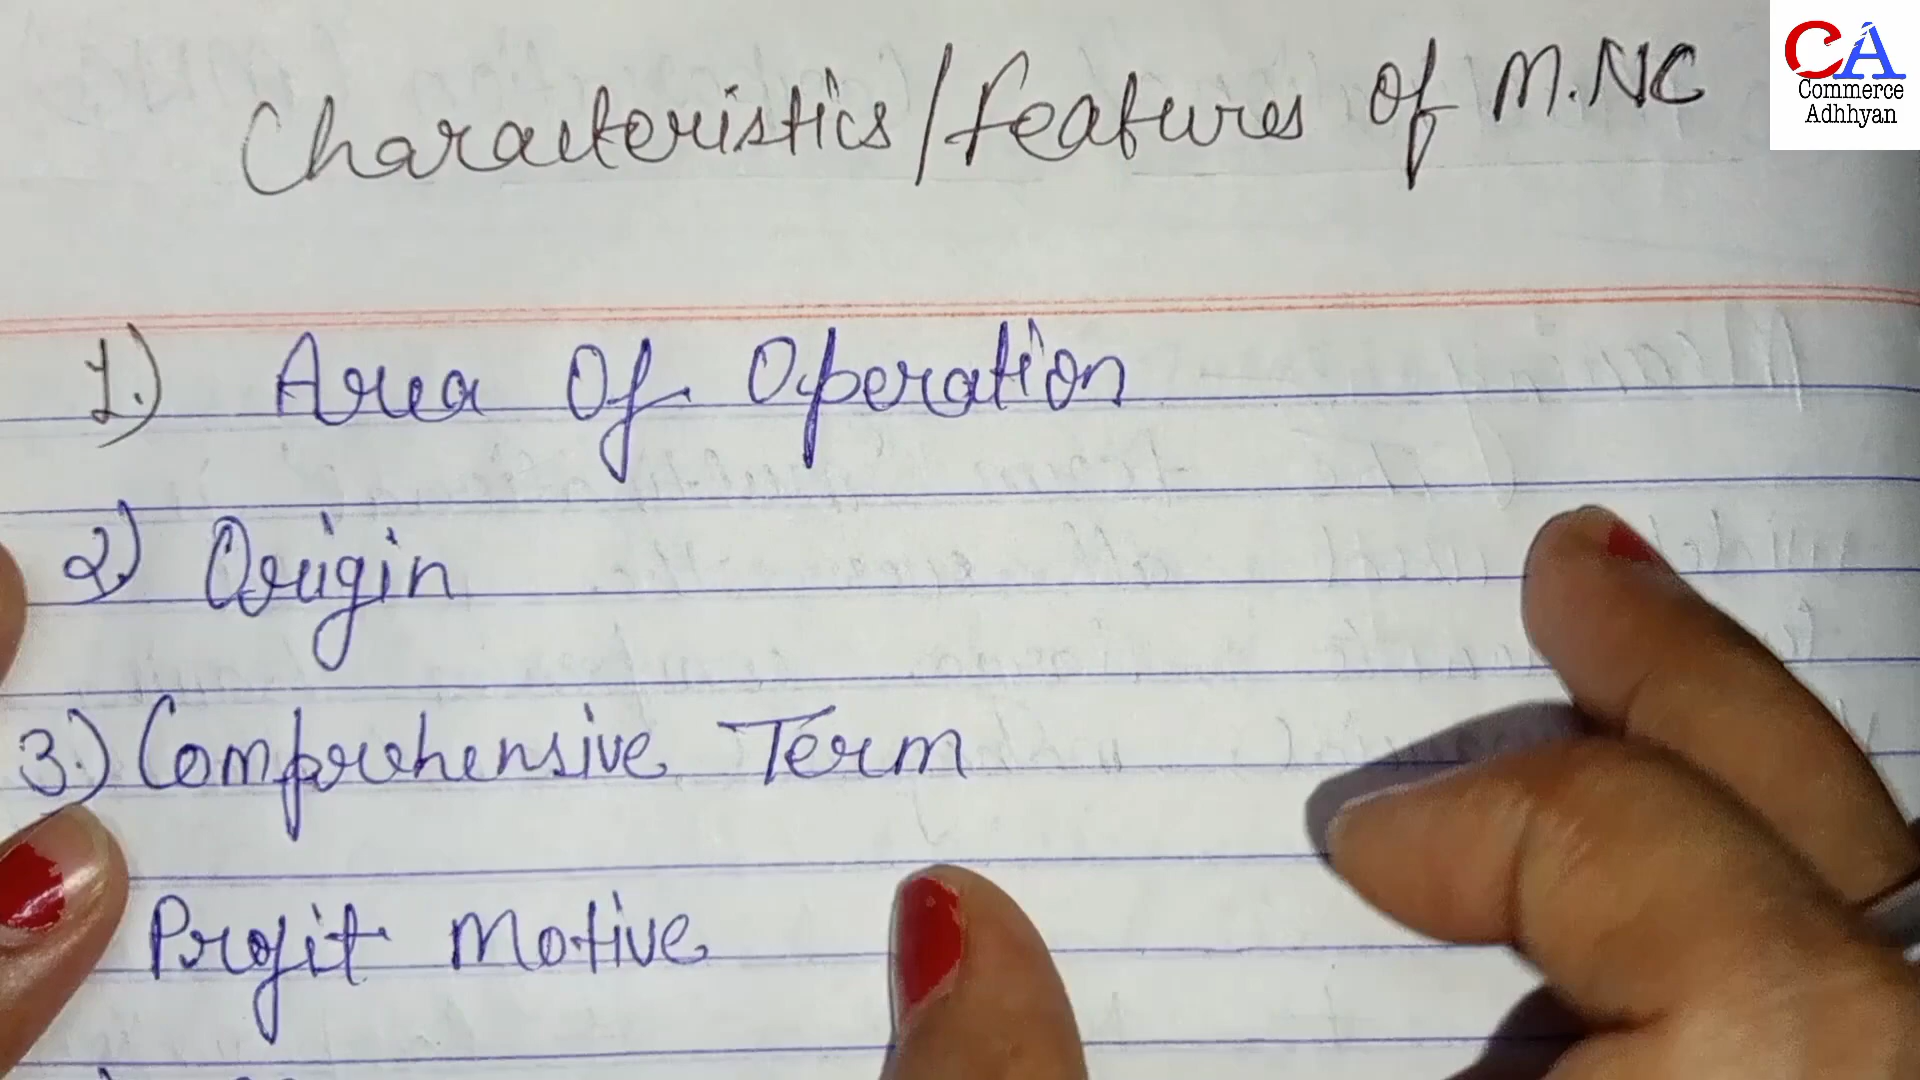 Characteristics/features of M.NC
CA
Commerce
Adhhyan
1.) Area Of Operation
2.) Origin
3.) Comprehensive Term
Profit Motive